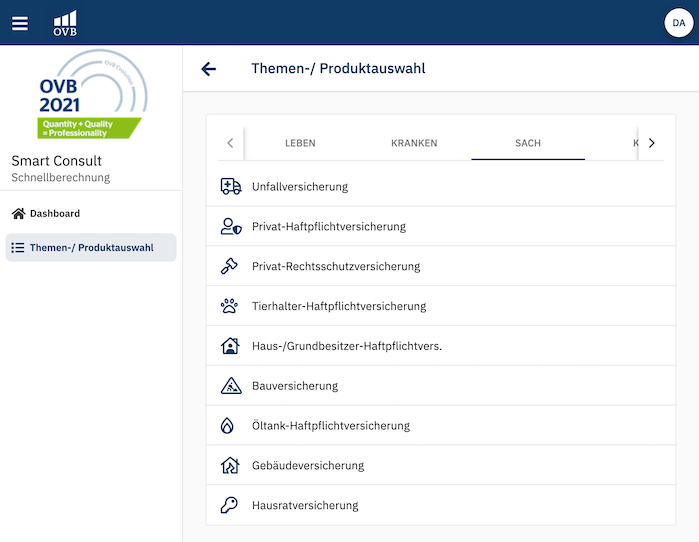 OVB
DA
OVB
2021
OVB Evolution
Quantity + Quality
= Professionality
Smart Consult
Schnellberechnung
Dashboard
Themen-/ Produktauswahl
Themen-/ Produktauswahl
LEBEN
KRANKEN
SACH
Unfallversicherung
Privat-Haftpflichtversicherung
Privat-Rechtsschutzversicherung
Tierhalter-Haftpflichtversicherung
Haus-/Grundbesitzer-Haftpflichtvers.
Bauversicherung
Öltank-Haftpflichtversicherung
Gebäudeversicherung
Hausratversicherung